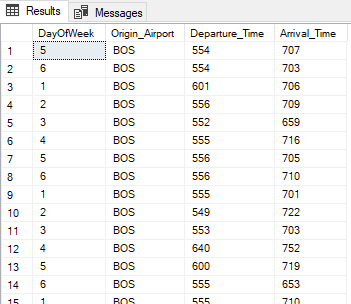 Results Messages
DayOfWeek Origin_Airport Departure_Time Arrival_Time
1 5 BOS 554 707
2 6 BOS 554 703
3 1 BOS 601 706
4 2 BOS 556 709
5 3 BOS 552 659
6 4 BOS 555 716
7 5 BOS 556 705
8 6 BOS 556 710
9 1 BOS 555 701
10 2 BOS 549 722
11 3 BOS 553 703
12 4 BOS 640 752
13 5 BOS 600 719
14 6 BOS 555 653
15 1 BOS 555 710